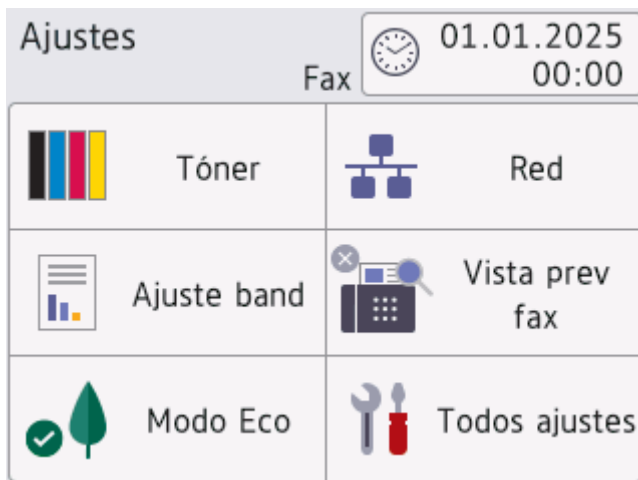 Ajustes
Fax
01.01.2025
00:00
Tóner
Red
Ajuste band
Vista prev
fax
Modo Eco
Todos ajustes